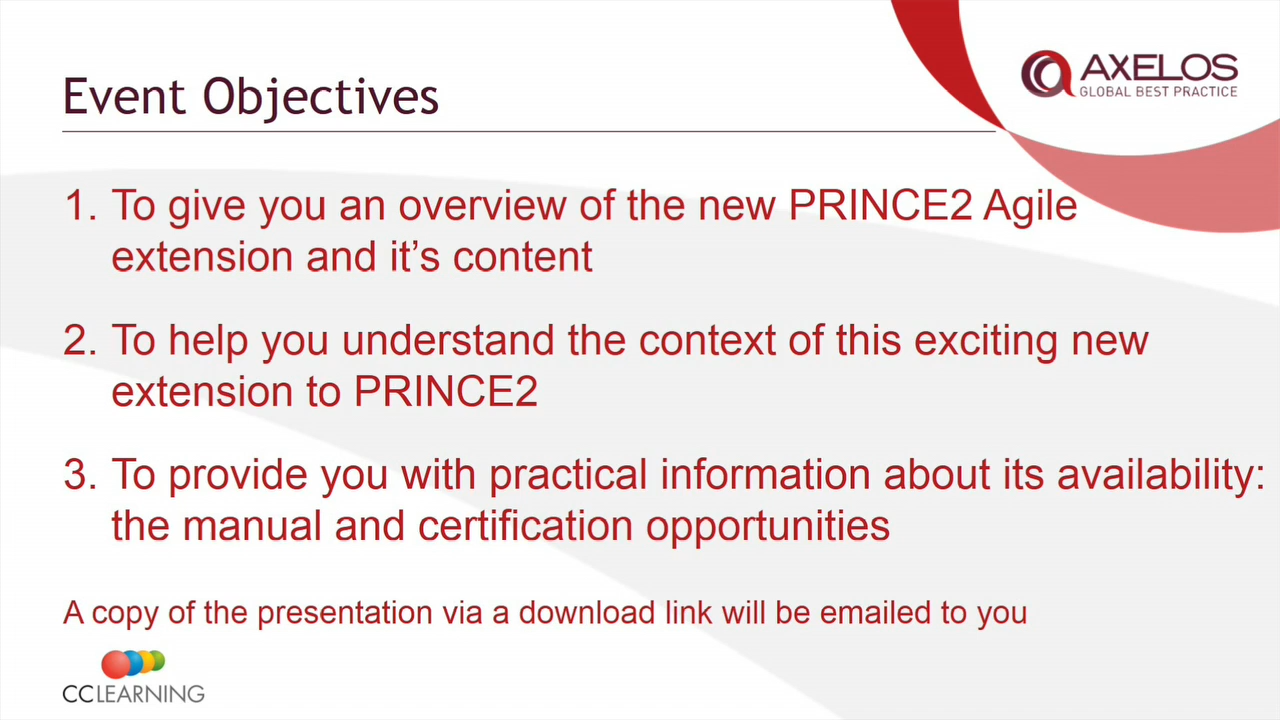 Event Objectives
AXELOS
GLOBAL BEST PRACTICE
1. To give you an overview of the new PRINCE2 Agile
extension and it’s content
2. To help you understand the context of this exciting new
extension to PRINCE2
3. To provide you with practical information about its availability:
the manual and certification opportunities
A copy of the presentation via a download link will be emailed to you
CCLEARNING